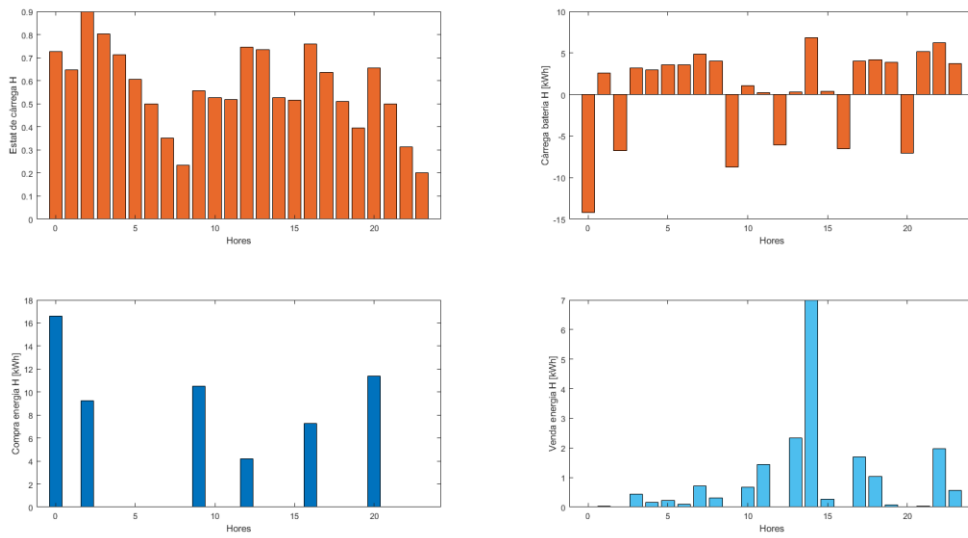 0.9
0.8
0.7
0.6
0.5
0.4
0.3
0.2
0.1
0
Estat de càrrega H
0 5 10 15 20
Hores
10
5
0
-5
-10
-15
Càrrega bateria H [kWh]
0 5 10 15 20
Hores
18
16
14
12
10
8
6
4
2
0
Compra energia H [kWh]
0 5 10 15 20
Hores
7
6
5
4
3
2
1
0
Venda energia H [kWh]
0 5 10 15 20
Hores